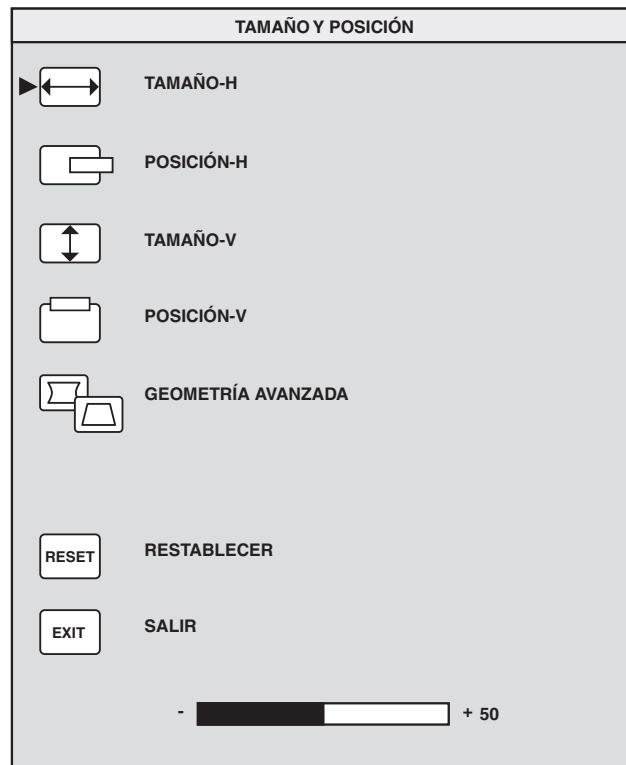 TAMAÑO Y POSICIÓN
TAMAÑO-H
POSICIÓN-H
TAMAÑO-V
POSICIÓN-V
GEOMETRÍA AVANZADA
RESET RESTABLECER
EXIT SALIR
- + 50